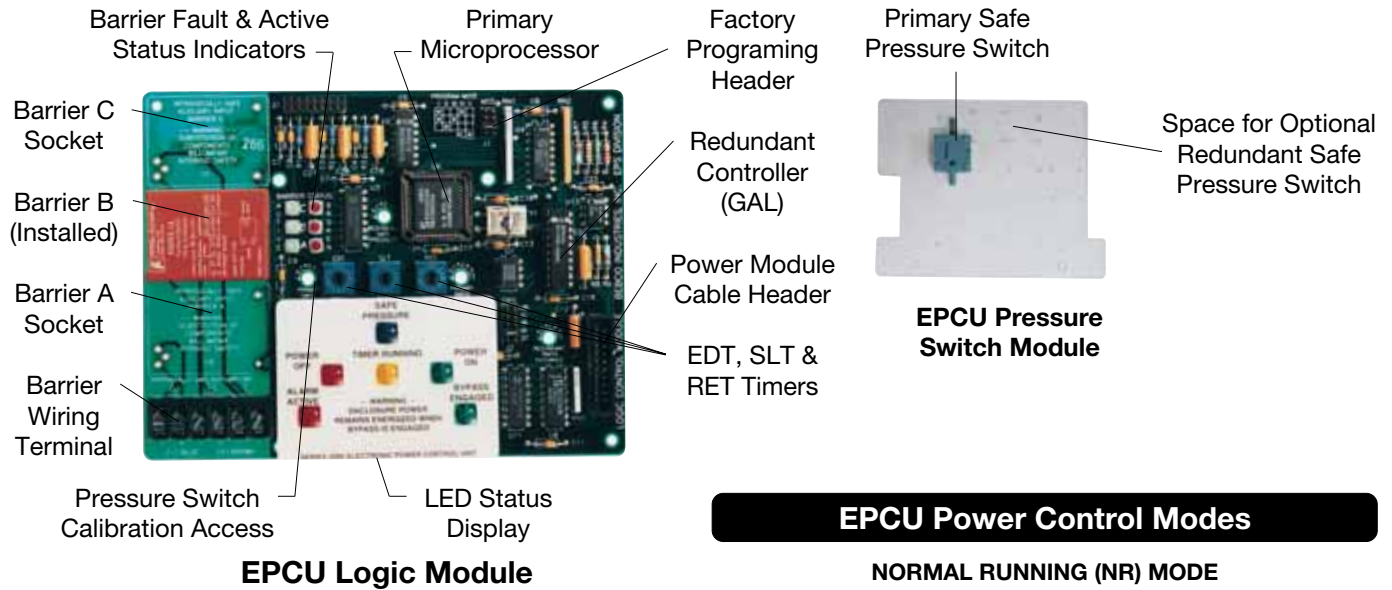 Barrier Fault & Active
Status Indicators
Primary
Microprocessor
Factory
Programing
Header
Primary Safe
Pressure Switch
Barrier C
Socket
Barrier B
(Installed)
Barrier A
Socket
Barrier
Wiring
Terminal
Redundant
Controller
(GAL)
Power Module
Cable Header
EDT, SLT &
RET Timers
Space for Optional
Redundant Safe
Pressure Switch
EPCU Pressure
Switch Module
266
SAFE
PRESSURE
POWER
OFF
TIMER RUNNING
POWER
ON
ALARM
ACTIVE
BYPASS
ENGAGED
— WARNING —
ENCLOSURE POWER
REMAINS ENERGIZED WHEN
BYPASS IS ENGAGED
Pressure Switch
Calibration Access
LED Status
Display
EPCU Logic Module
EPCU Power Control Modes
NORMAL RUNNING (NR) MODE